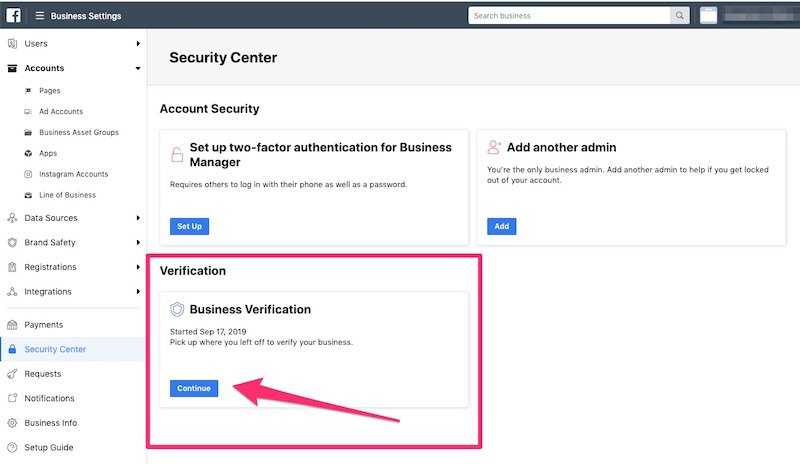 f
Business Settings
Search business
Users
Accounts
Pages
Ad Accounts
Business Asset Groups
Apps
Instagram Accounts
Line of Business
Data Sources
Brand Safety
Registrations
Integrations
Payments
Security Center
Requests
Notifications
Business Info
Setup Guide
Security Center
Account Security
Set up two-factor authentication for Business
Manager
Requires others to log in with their phone as well as a password.
Set Up
Add another admin
You're the only business admin. Add another admin to help if you get locked
out of your account.
Add
Verification
Business Verification
Started Sep 17, 2019
Pick up where you left off to verify your business.
Continue